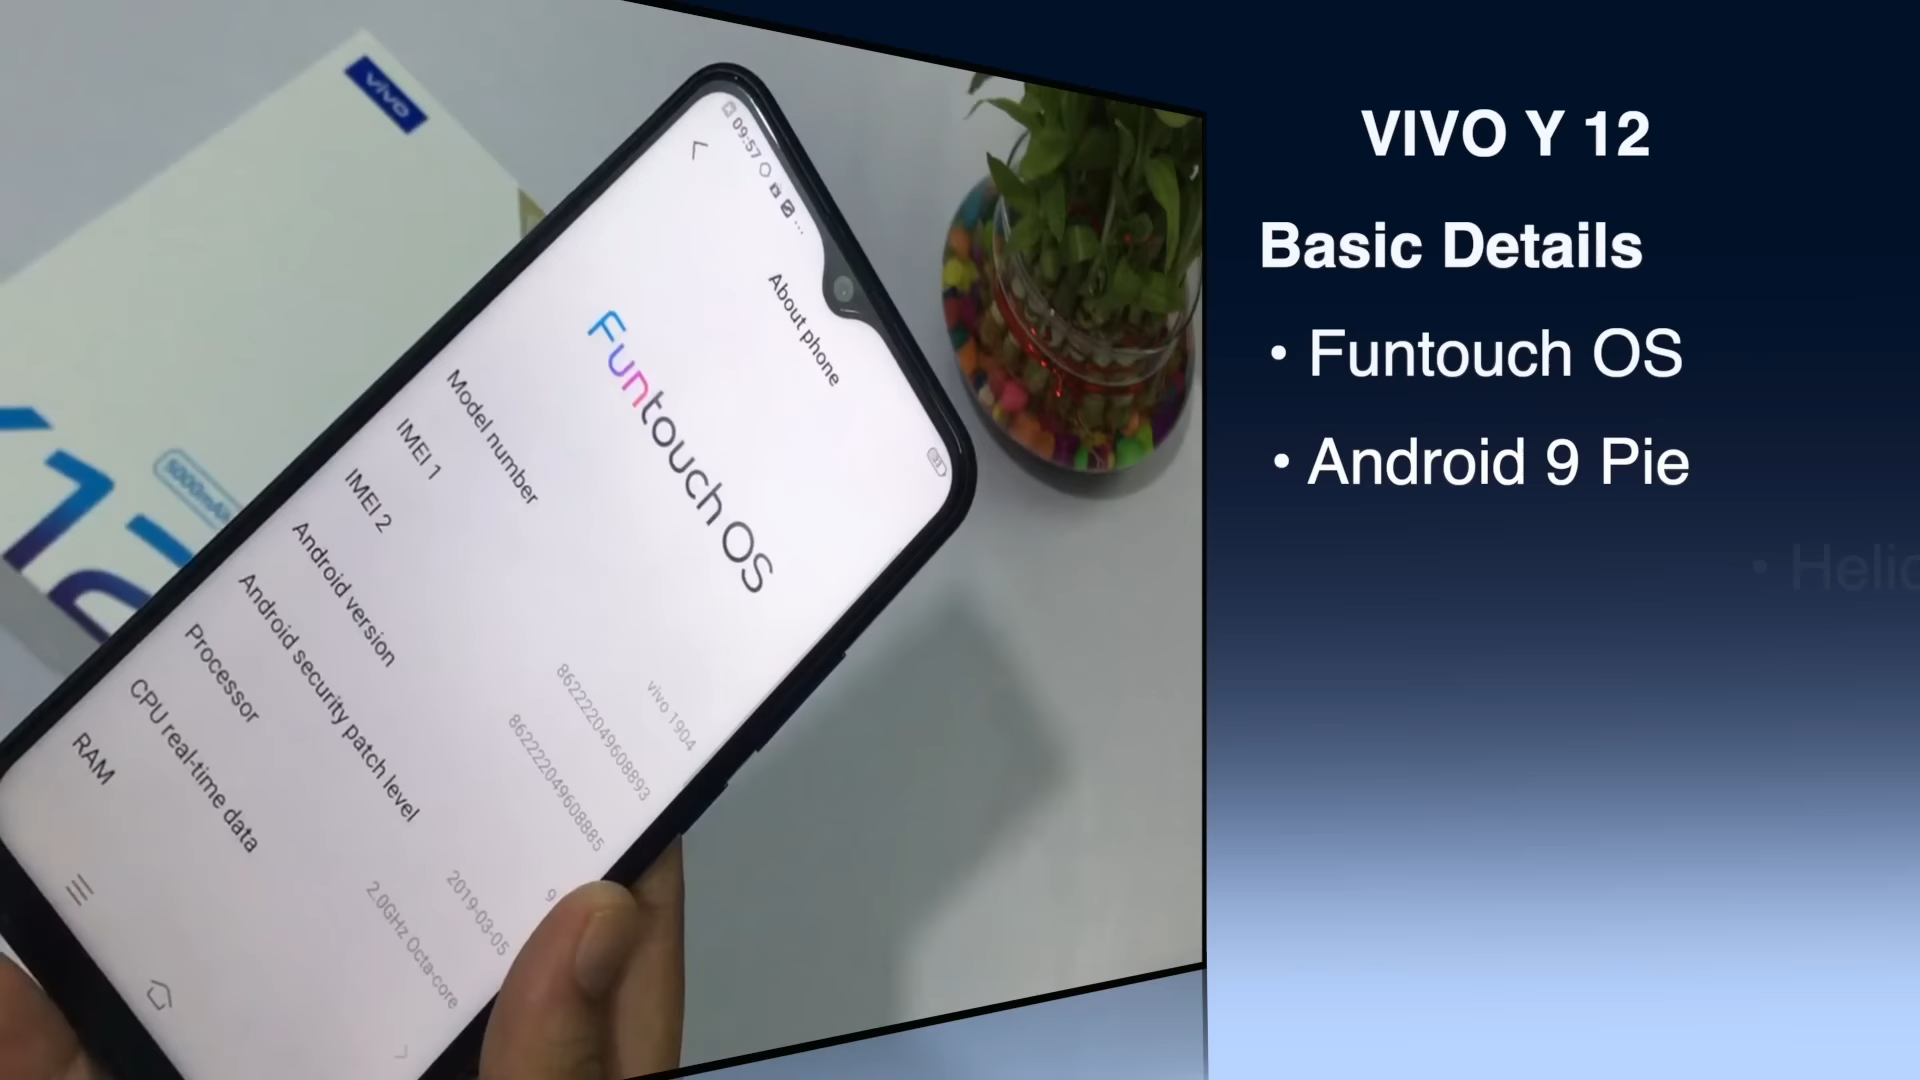 vivo
Y12
5000mAh
09:57
About phone
Funtouch OS
Model number
vivo 1904
IMEI 1
862222049608893
IMEI 2
862222049608885
Android version
9
Android security patch level
2019-03-05
Processor
2.0GHz Octa-core
CPU real-time data
RAM
VIVO Y 12
Basic Details
• Funtouch OS
• Android 9 Pie